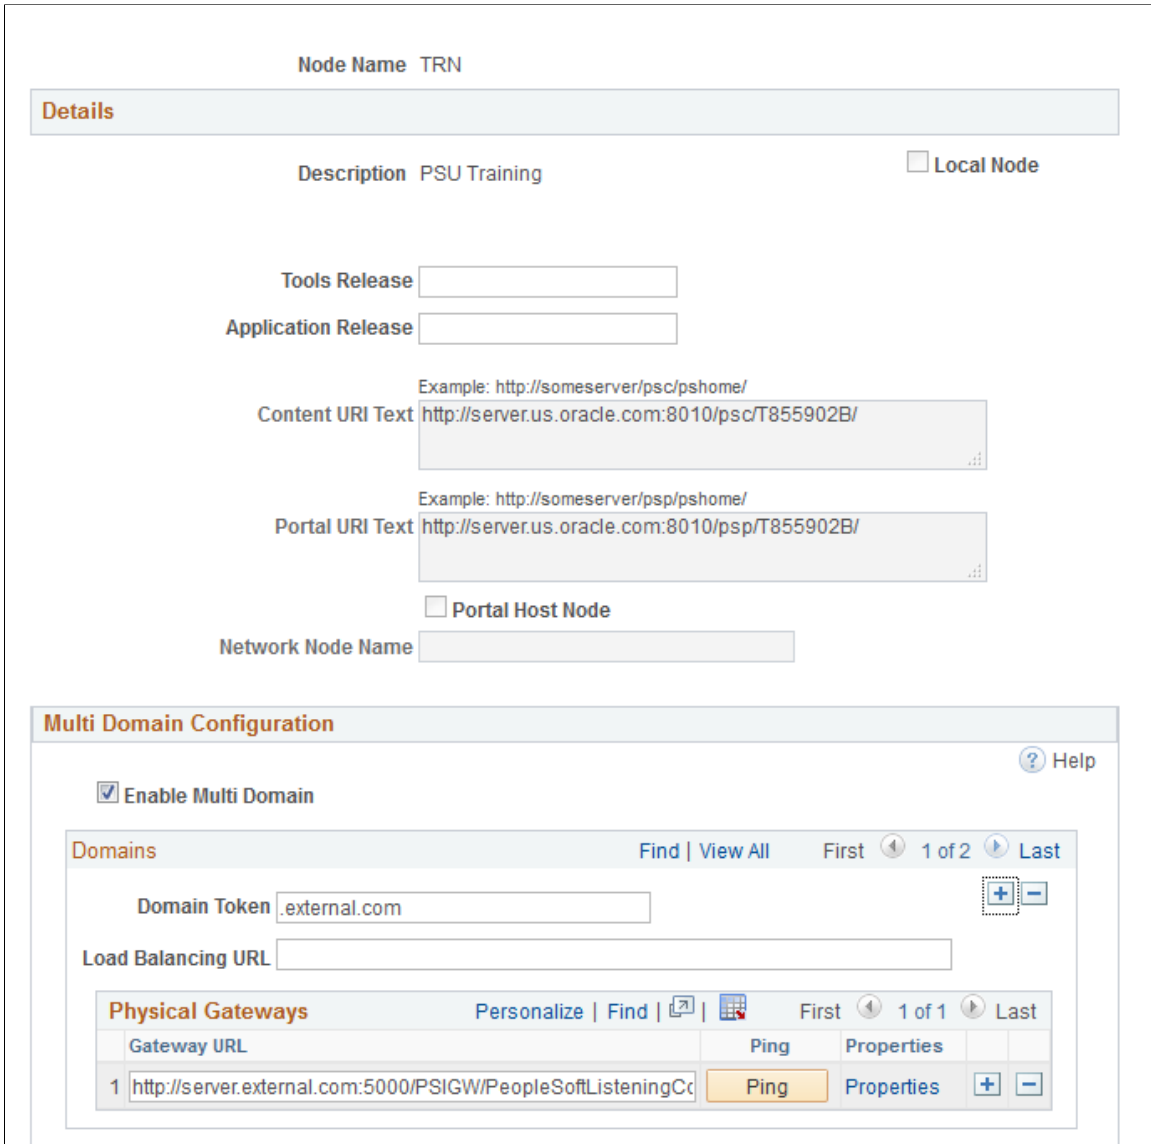 Node Name TRN
Details
Description PSU Training
Local Node
Tools Release
Application Release
Example: http://someserver/psc/pshome/
Content URI Text http://server.us.oracle.com:8010/psc/T855902B/
Example: http://someserver/psp/pshome/
Portal URI Text http://server.us.oracle.com:8010/psp/T855902B/
Portal Host Node
Network Node Name
Multi Domain Configuration
? Help
Enable Multi Domain
Domains Find | View All First 1 of 2 Last
Domain Token .external.com
Load Balancing URL
Physical Gateways Personalize | Find | | First 1 of 1 Last
Gateway URL Ping Properties
1 http://server.external.com:5000/PSIGW/PeopleSoftListeningCo Ping Properties